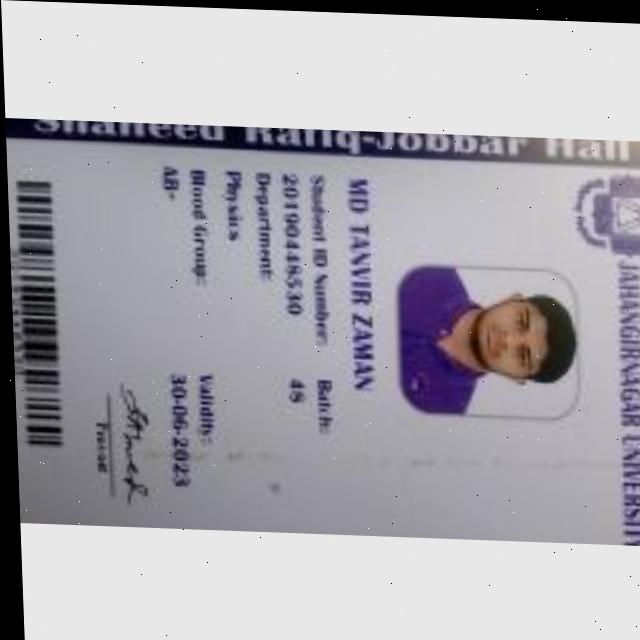 JAHANGIRNAGAR UNIVERSITY
MD TANVIR ZAMAN
Student ID Number: Batch:
20190448530 48
Department:
Physics
Blood Group: Validity:
AB+ 30-06-2023
Provost
Shaheed Rafiq-Jobbar Hall